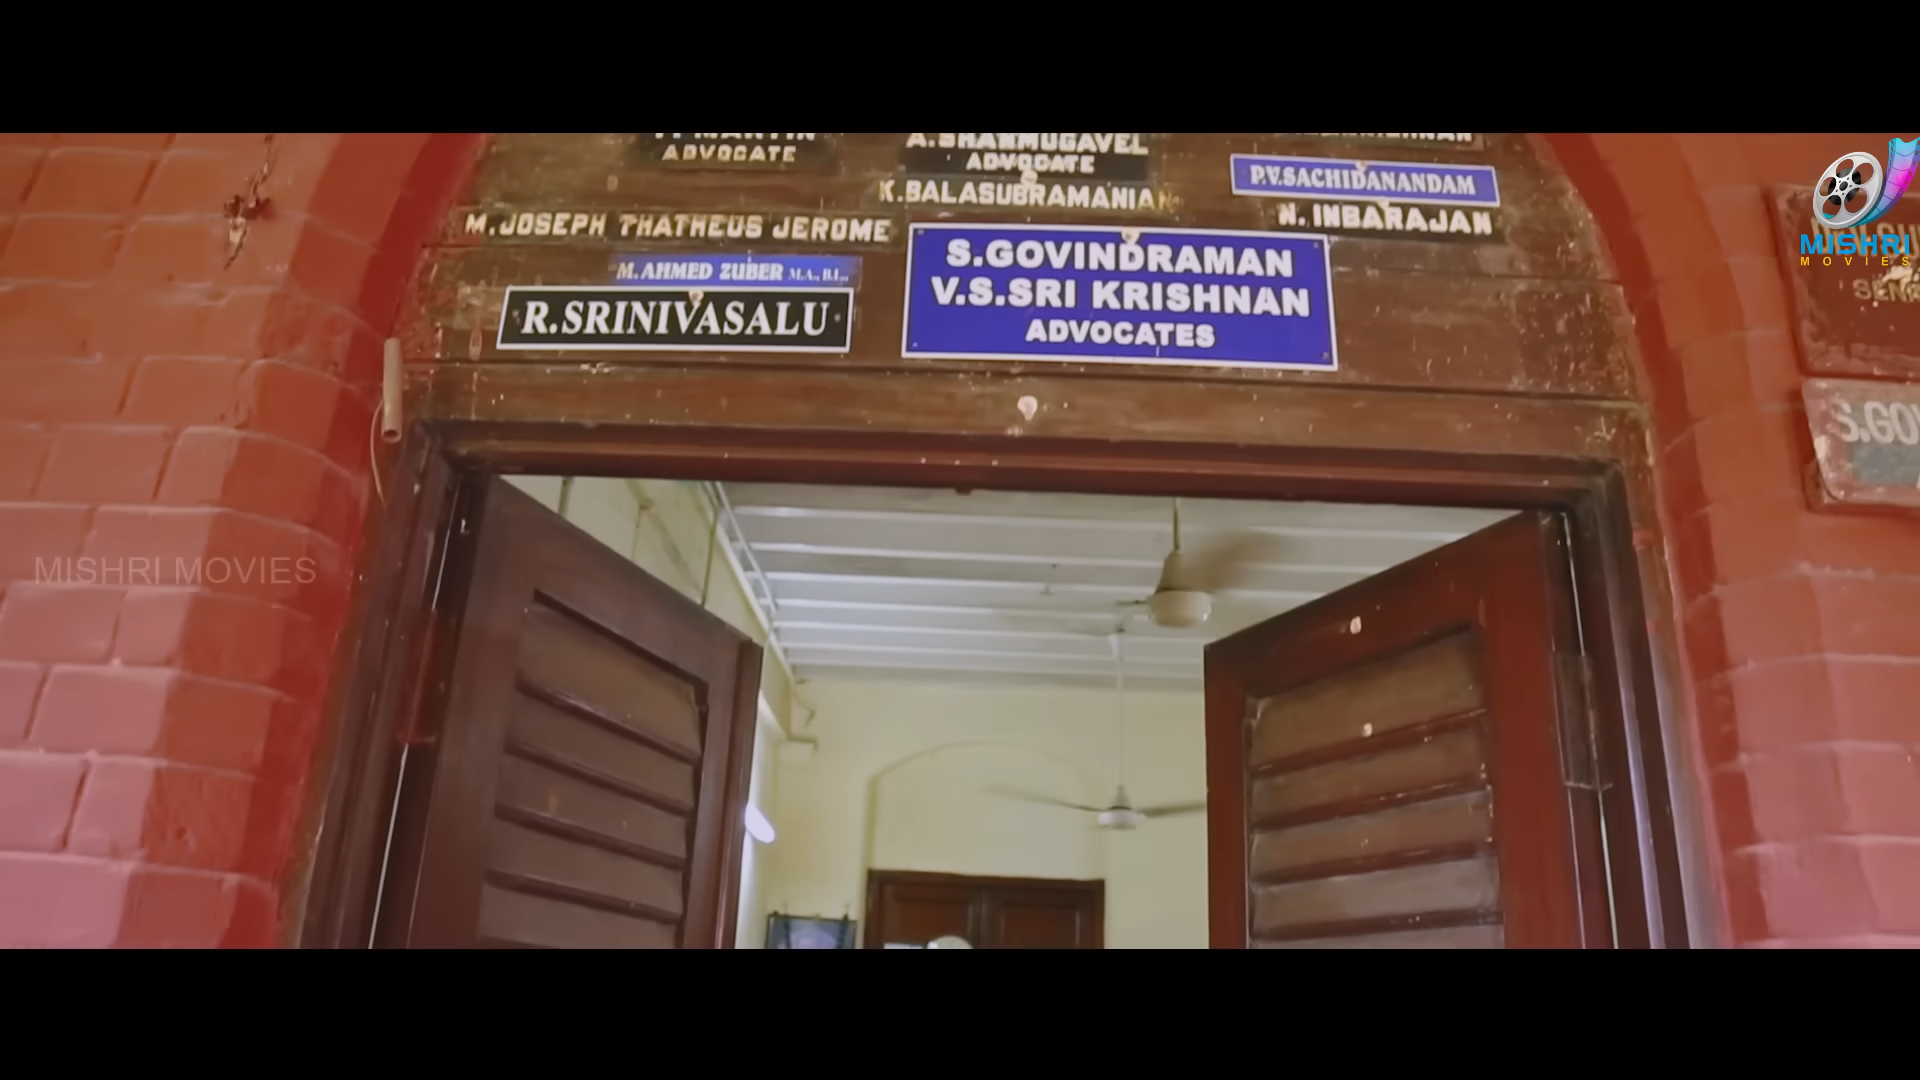 ADVOCATE
A.SHANMUGAVEL
ADVOCATE
K.BALASUBRAMANIAN
P.V.SACHIDANANDAM
N. INBARAJAN
M.JOSEPH THATHEUS JEROME
M. AHMED ZUBER M.A., B.L.,
R.SRINIVASALU
S.GOVINDRAMAN
V.S.SRI KRISHNAN
ADVOCATES
MISHRI
MOVIES
S.GOV
MISHRI MOVIES